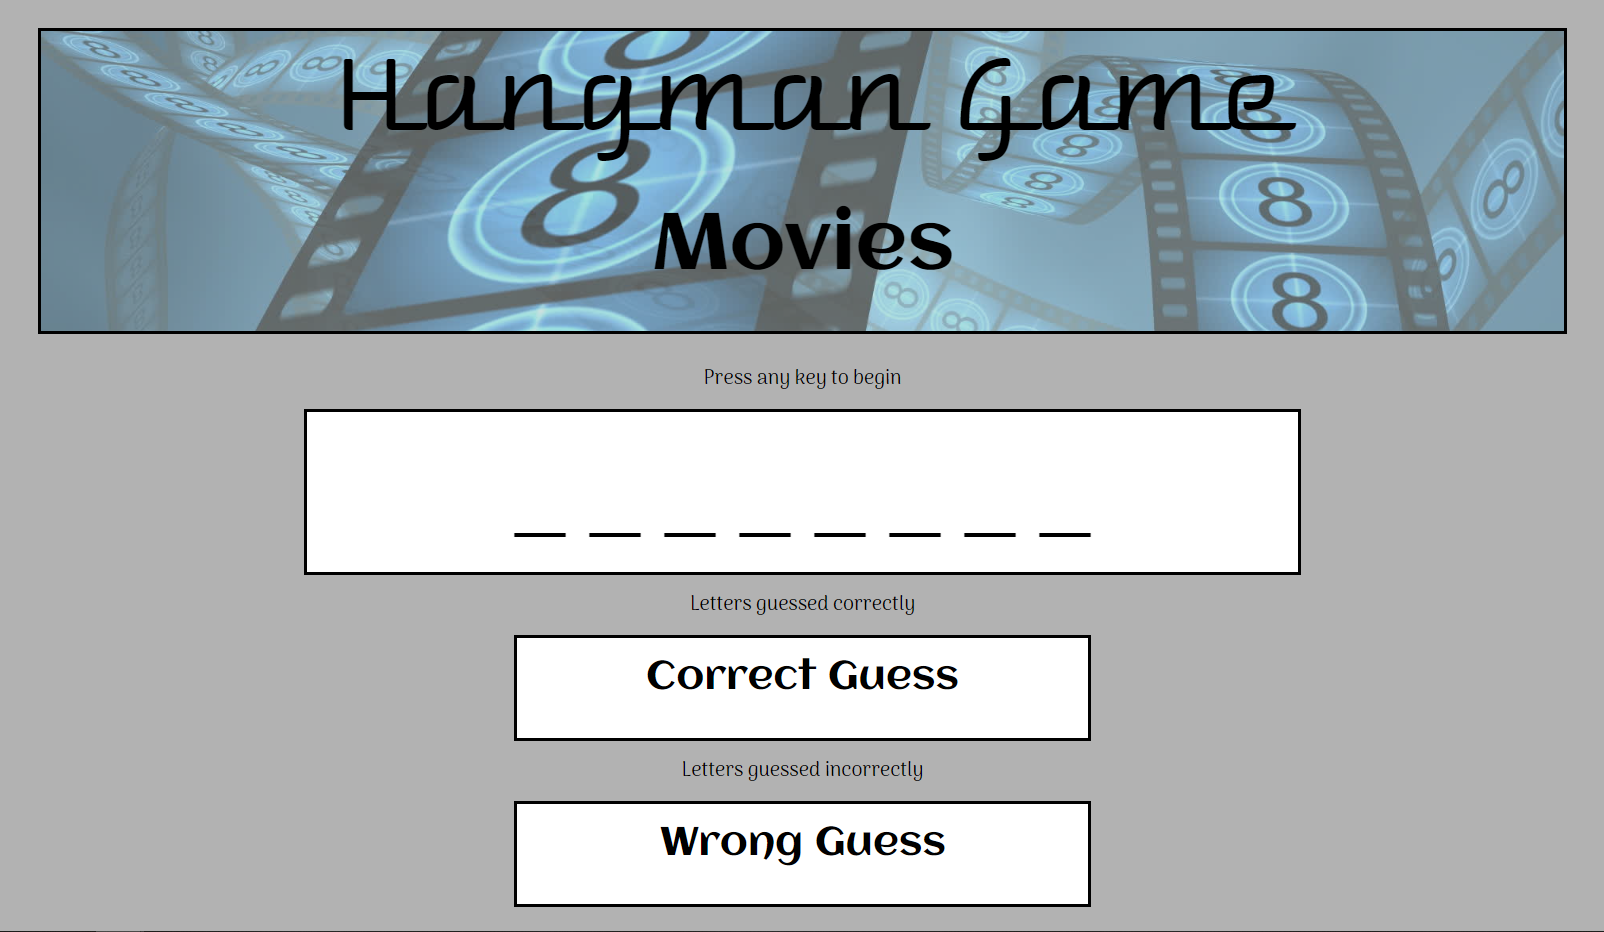 Hangman Game
Movies
Press any key to begin
_ _ _ _ _ _ _ _
Letters guessed correctly
Correct Guess
Letters guessed incorrectly
Wrong Guess